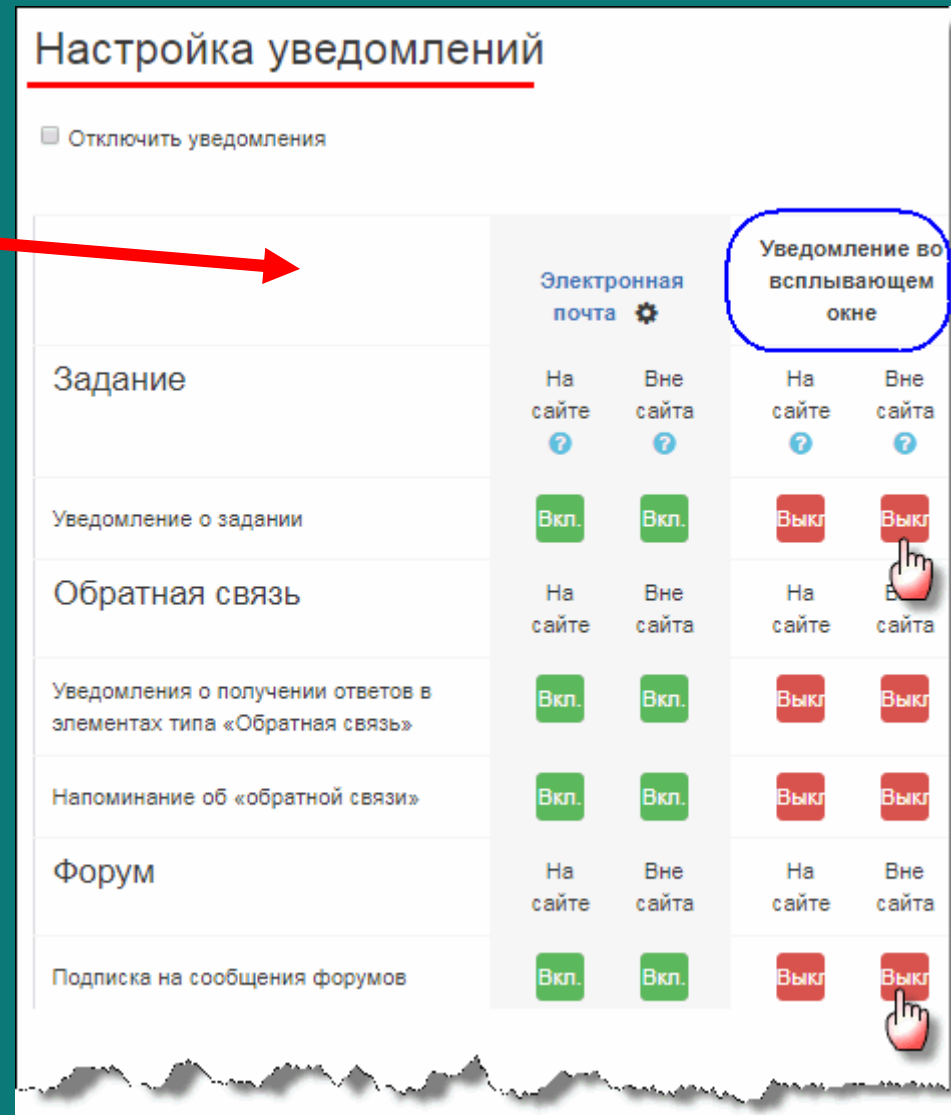 Настройка уведомлений
Отключить уведомления
Электронная
почта
Уведомление во
всплывающем
окне
Задание
На Вне На Вне
сайте сайта сайте сайта
? ? ? ?
Уведомление о задании Вкл. Вкл. Выкл Выкл
Обратная связь
На Вне На В
сайте сайта сайте сайта
Уведомления о получении ответов в
элементах типа «Обратная связь»
Вкл. Вкл. Выкл Выкл
Напоминание об «обратной связи» Вкл. Вкл. Выкл Выкл
Форум
На Вне На Вне
сайте сайта сайте сайта
Подписка на сообщения форумов Вкл. Вкл. Выкл Выкл